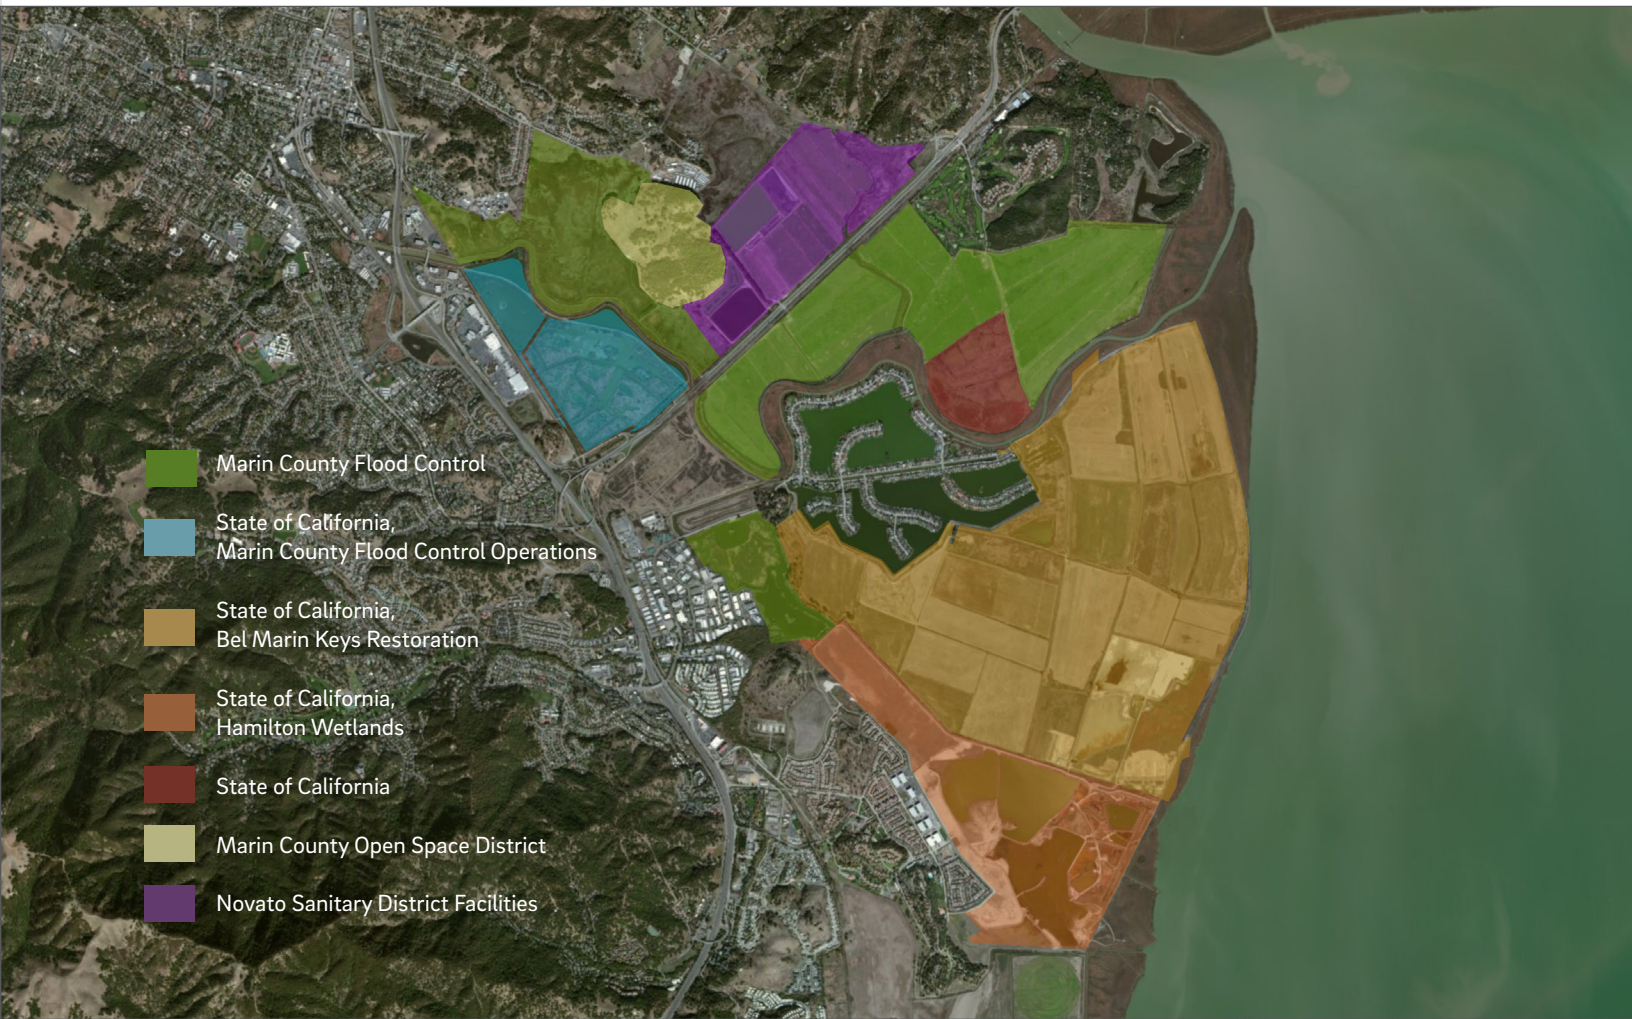 Marin County Flood Control
State of California,
Marin County Flood Control Operations
State of California,
Bel Marin Keys Restoration
State of California,
Hamilton Wetlands
State of California
Marin County Open Space District
Novato Sanitary District Facilities